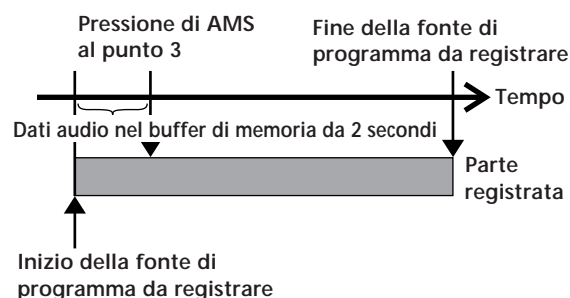 Pressione di AMS
al punto 3
Fine della fonte di
programma da registrare
Tempo
Dati audio nel buffer di memoria da 2 secondi
Parte
registrata
Inizio della fonte di
programma da registrare